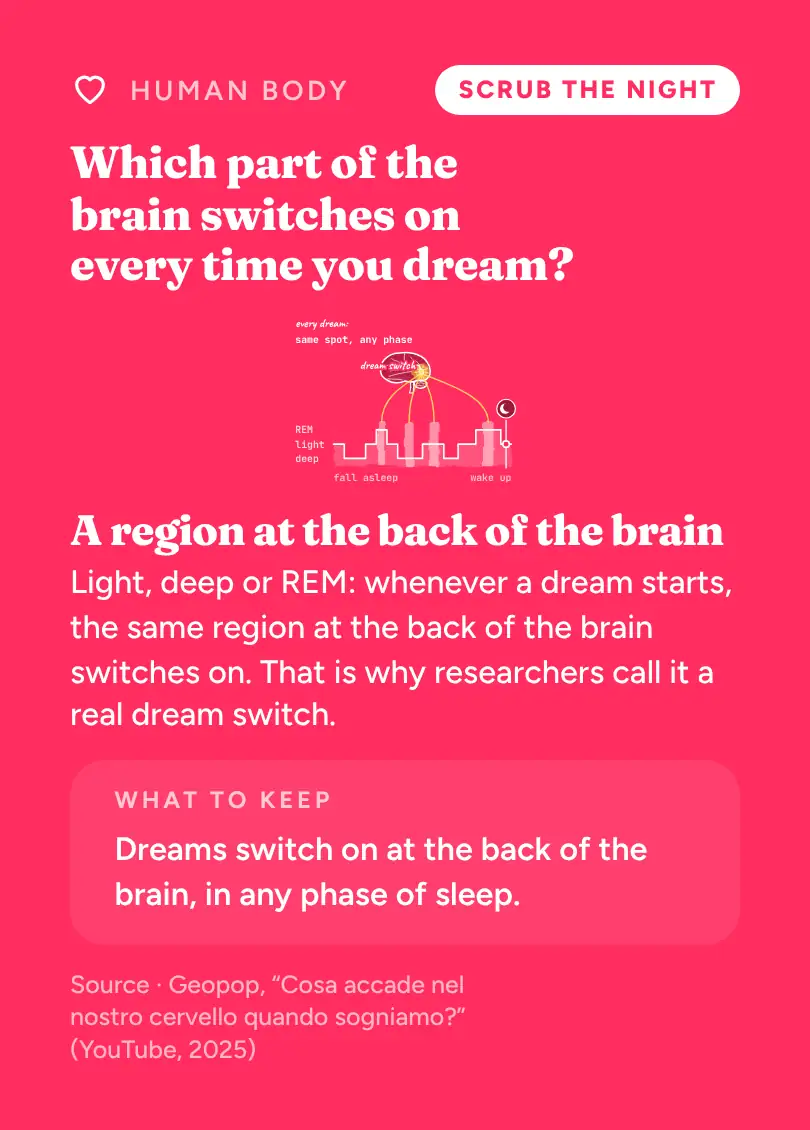 HUMAN BODY
SCRUB THE NIGHT
Which part of the
brain switches on
every time you dream?
every dream:
same spot, any phase
dream switch
REM
light
deep
fall asleep
wake up
A region at the back of the brain
Light, deep or REM: whenever a dream starts,
the same region at the back of the brain
switches on. That is why researchers call it a
real dream switch.
WHAT TO KEEP
Dreams switch on at the back of the
brain, in any phase of sleep.
Source · Geopop, “Cosa accade nel
nostro cervello quando sogniamo?”
(YouTube, 2025)